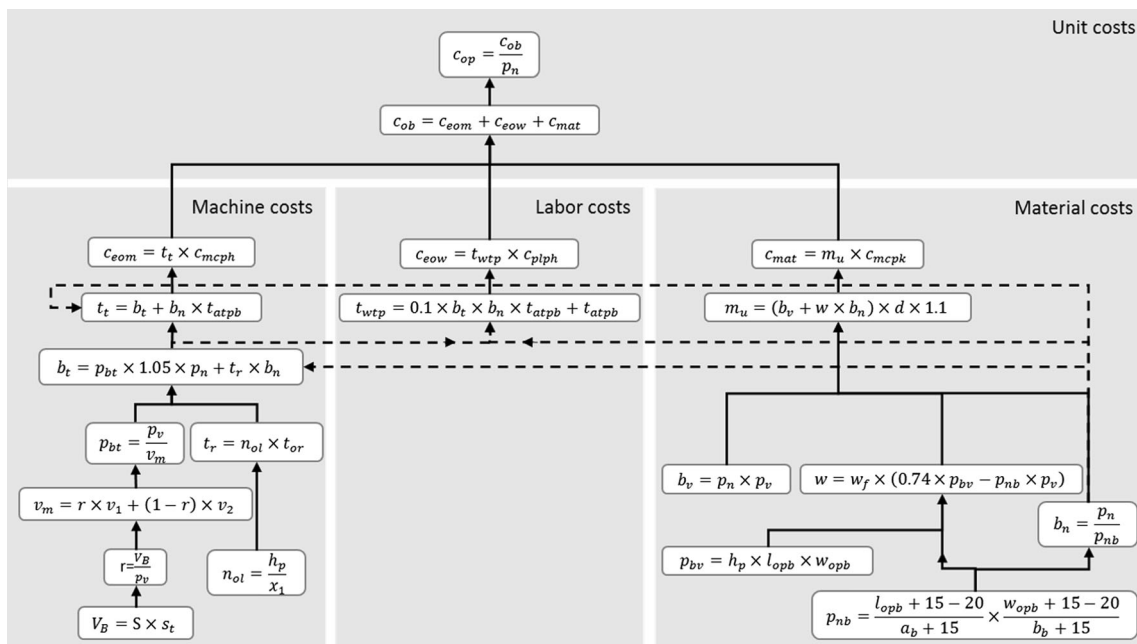 Unit costs
c_op = c_ob / p_n
c_ob = c_eom + c_eow + c_mat
Machine costs
Labor costs
Material costs
c_eom = t_t × c_mcph
c_eow = t_wtp × c_plph
c_mat = m_u × c_mcpk
t_t = b_t + b_n × t_atpb
t_wtp = 0.1 × b_t × b_n × t_atpb + t_atpb
m_u = (b_v + w × b_n) × d × 1.1
b_t = p_bt × 1.05 × p_n + t_r × b_n
p_bt = p_v / v_m
t_r = n_ol × t_or
b_v = p_n × p_v
w = w_f × (0.74 × p_bv − p_nb × p_v)
v_m = r × v_1 + (1 − r) × v_2
b_n = p_n / p_nb
r = V_B / p_v
n_ol = h_p / x_1
p_bv = h_p × l_opb × w_opb
V_B = S × s_t
p_nb = (l_opb + 15 − 20) / (a_b + 15) × (w_opb + 15 − 20) / (b_b + 15)